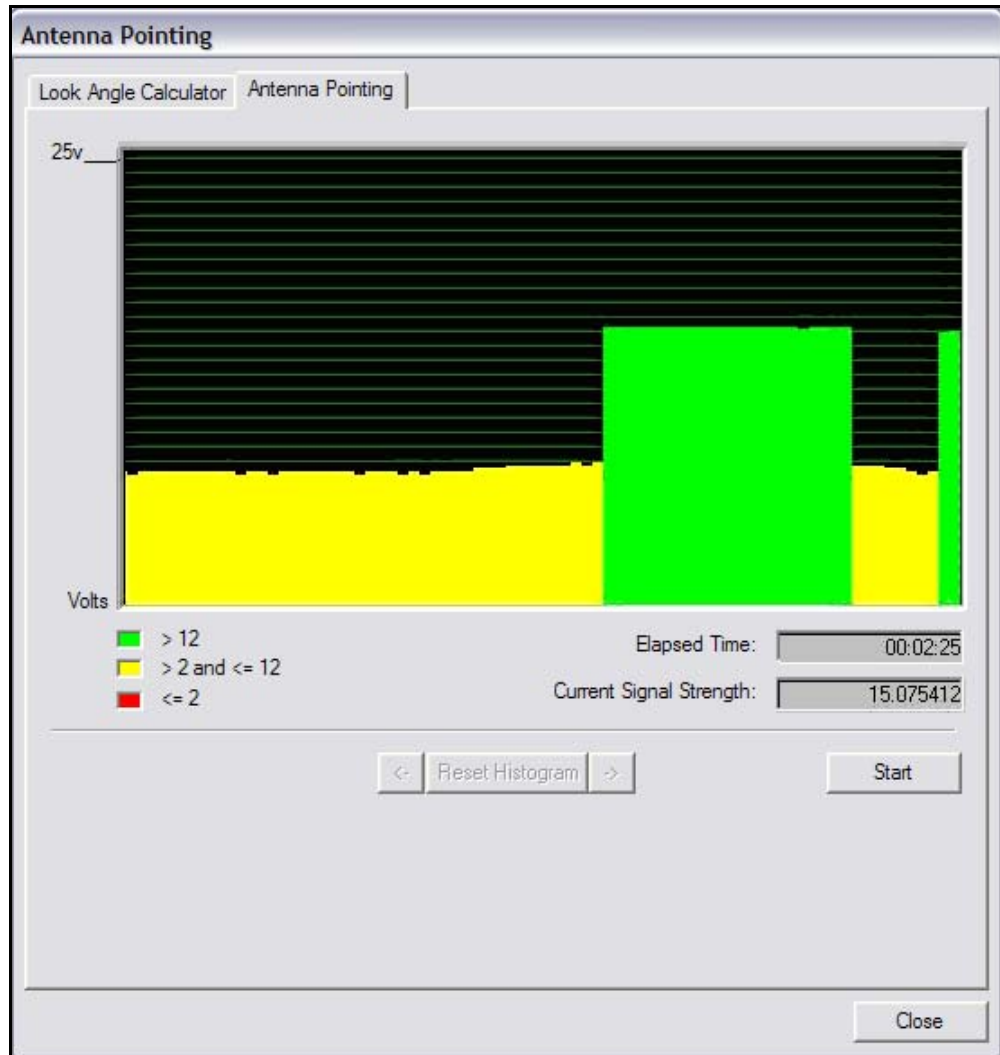 Antenna Pointing
Look Angle Calculator
Antenna Pointing
25v
Volts
> 12
> 2 and <= 12
<= 2
Elapsed Time:
00:02:25
Current Signal Strength:
15.075412
<-
Reset Histogram
->
Start
Close